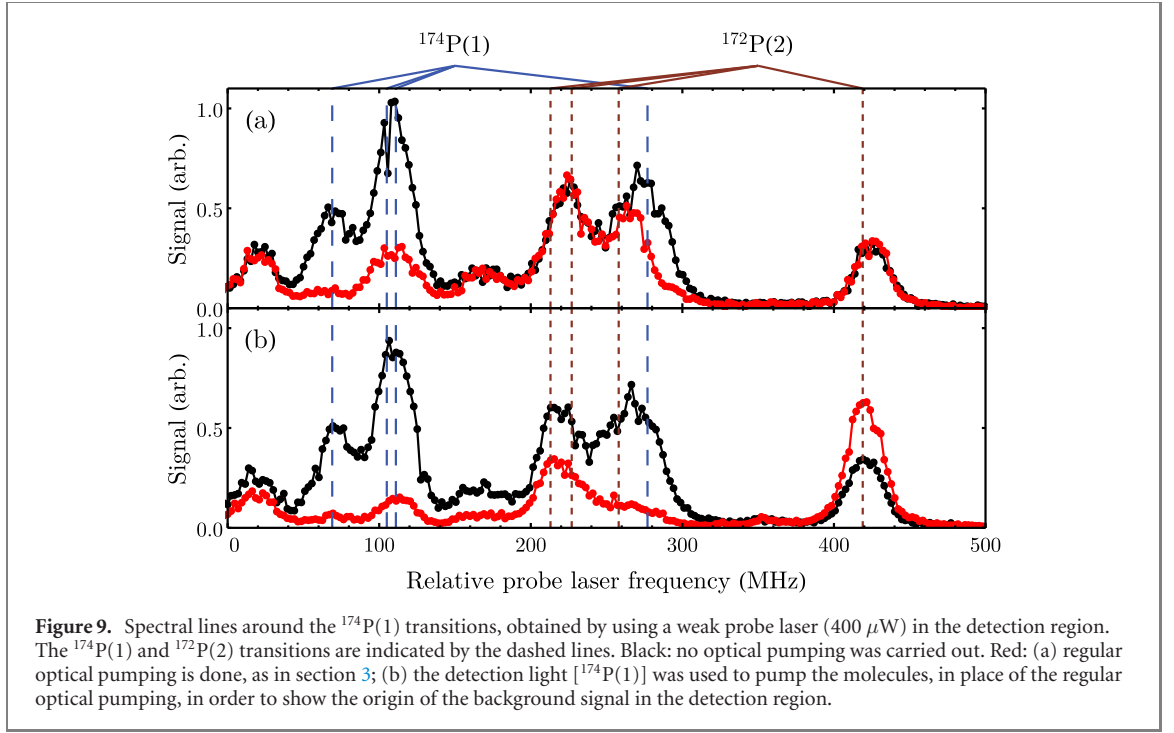 ¹⁷⁴P(1) ¹⁷²P(2)
(a)
1.0
0.5
0.0
Signal (arb.)
(b)
1.0
0.5
0.0
Signal (arb.)
0 100 200 300 400 500
Relative probe laser frequency (MHz)
Figure 9. Spectral lines around the ¹⁷⁴P(1) transitions, obtained by using a weak probe laser (400 μW) in the detection region.
The ¹⁷⁴P(1) and ¹⁷²P(2) transitions are indicated by the dashed lines. Black: no optical pumping was carried out. Red: (a) regular
optical pumping is done, as in section 3; (b) the detection light [¹⁷⁴P(1)] was used to pump the molecules, in place of the regular
optical pumping, in order to show the origin of the background signal in the detection region.